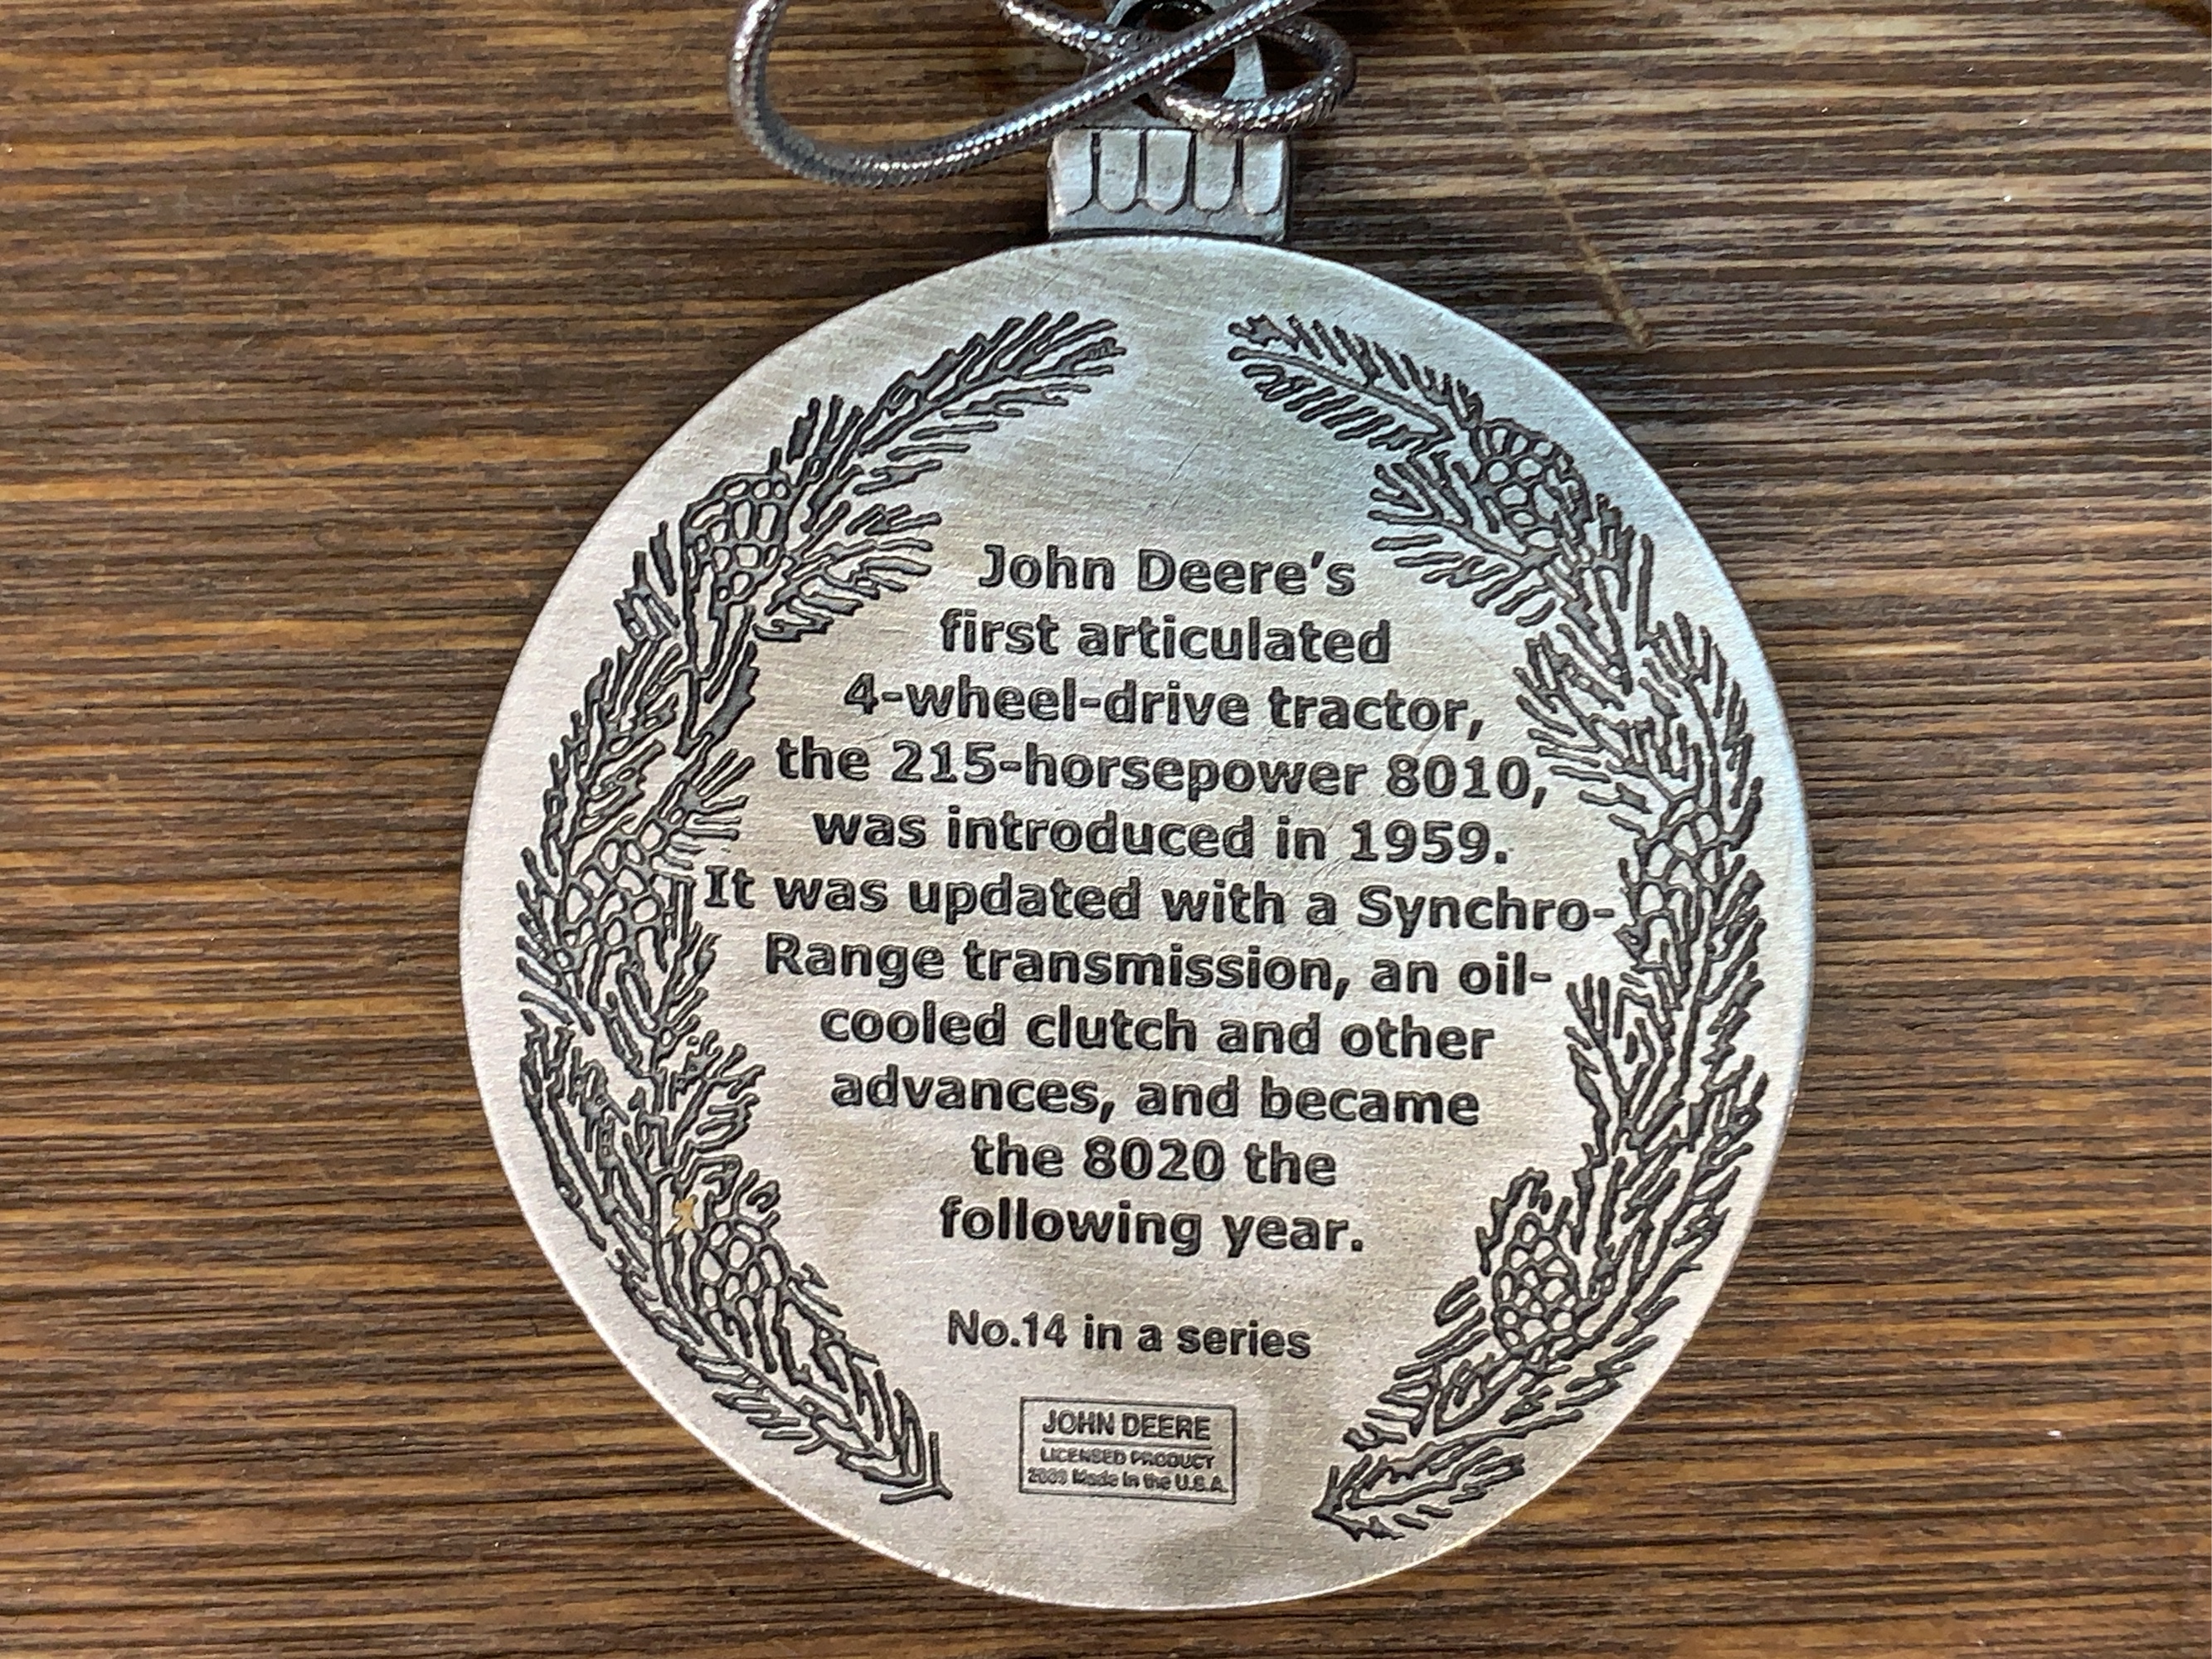 John Deere's
first articulated
4-wheel-drive tractor,
the 215-horsepower 8010,
was introduced in 1959.
It was updated with a Synchro-
Range transmission, an oil-
cooled clutch and other
advances, and became
the 8020 the
following year.
No.14 in a series
JOHN DEERE
LICENSED PRODUCT
Made in the U.S.A.